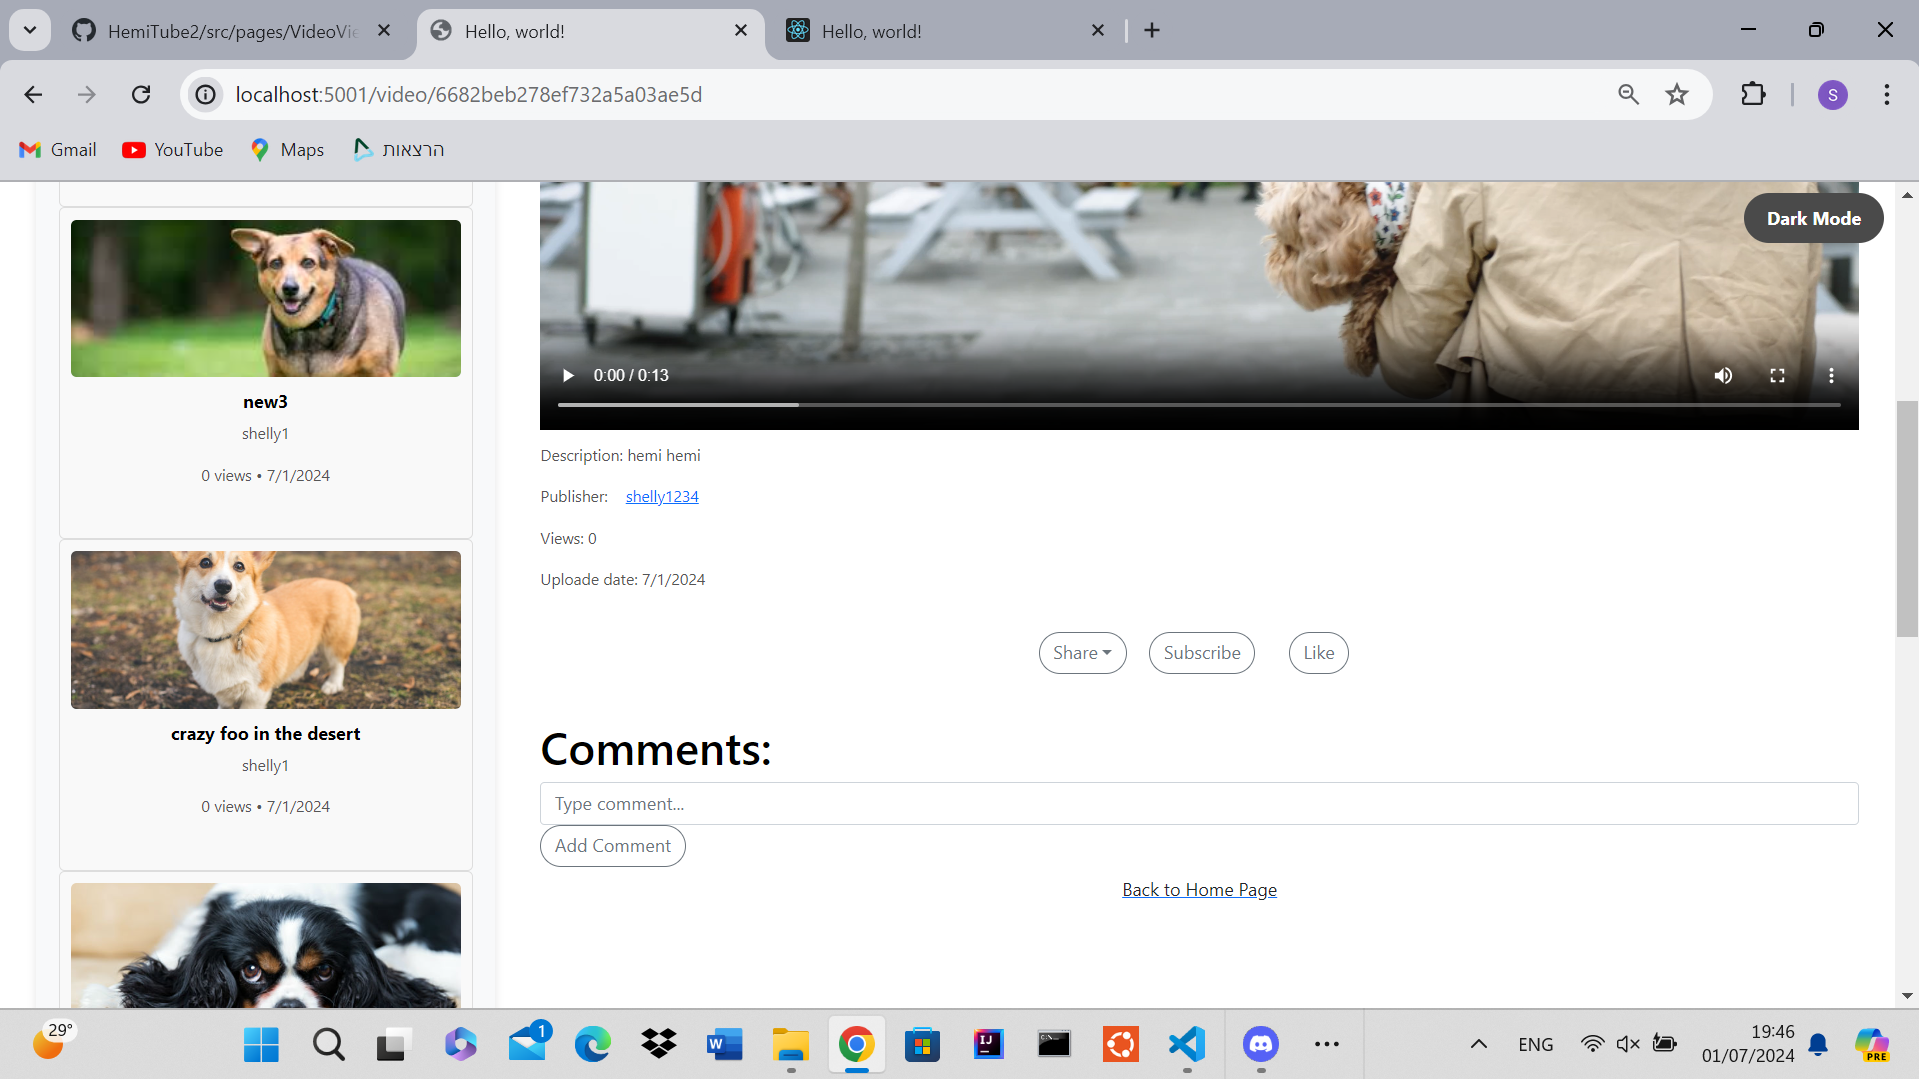 HemiTube2/src/pages/VideoVie
Hello, world!
Hello, world!
localhost:5001/video/6682beb278ef732a5a03ae5d
S
Gmail
YouTube
Maps
הרצאות
Dark Mode
new3
shelly1
0 views • 7/1/2024
crazy foo in the desert
shelly1
0 views • 7/1/2024
0:00 / 0:13
Description: hemi hemi
Publisher: shelly1234
Views: 0
Uploade date: 7/1/2024
Share
Subscribe
Like
Comments:
Type comment...
Add Comment
Back to Home Page
29°
1
W
IJ
C:\
ENG
19:46
01/07/2024
PRE